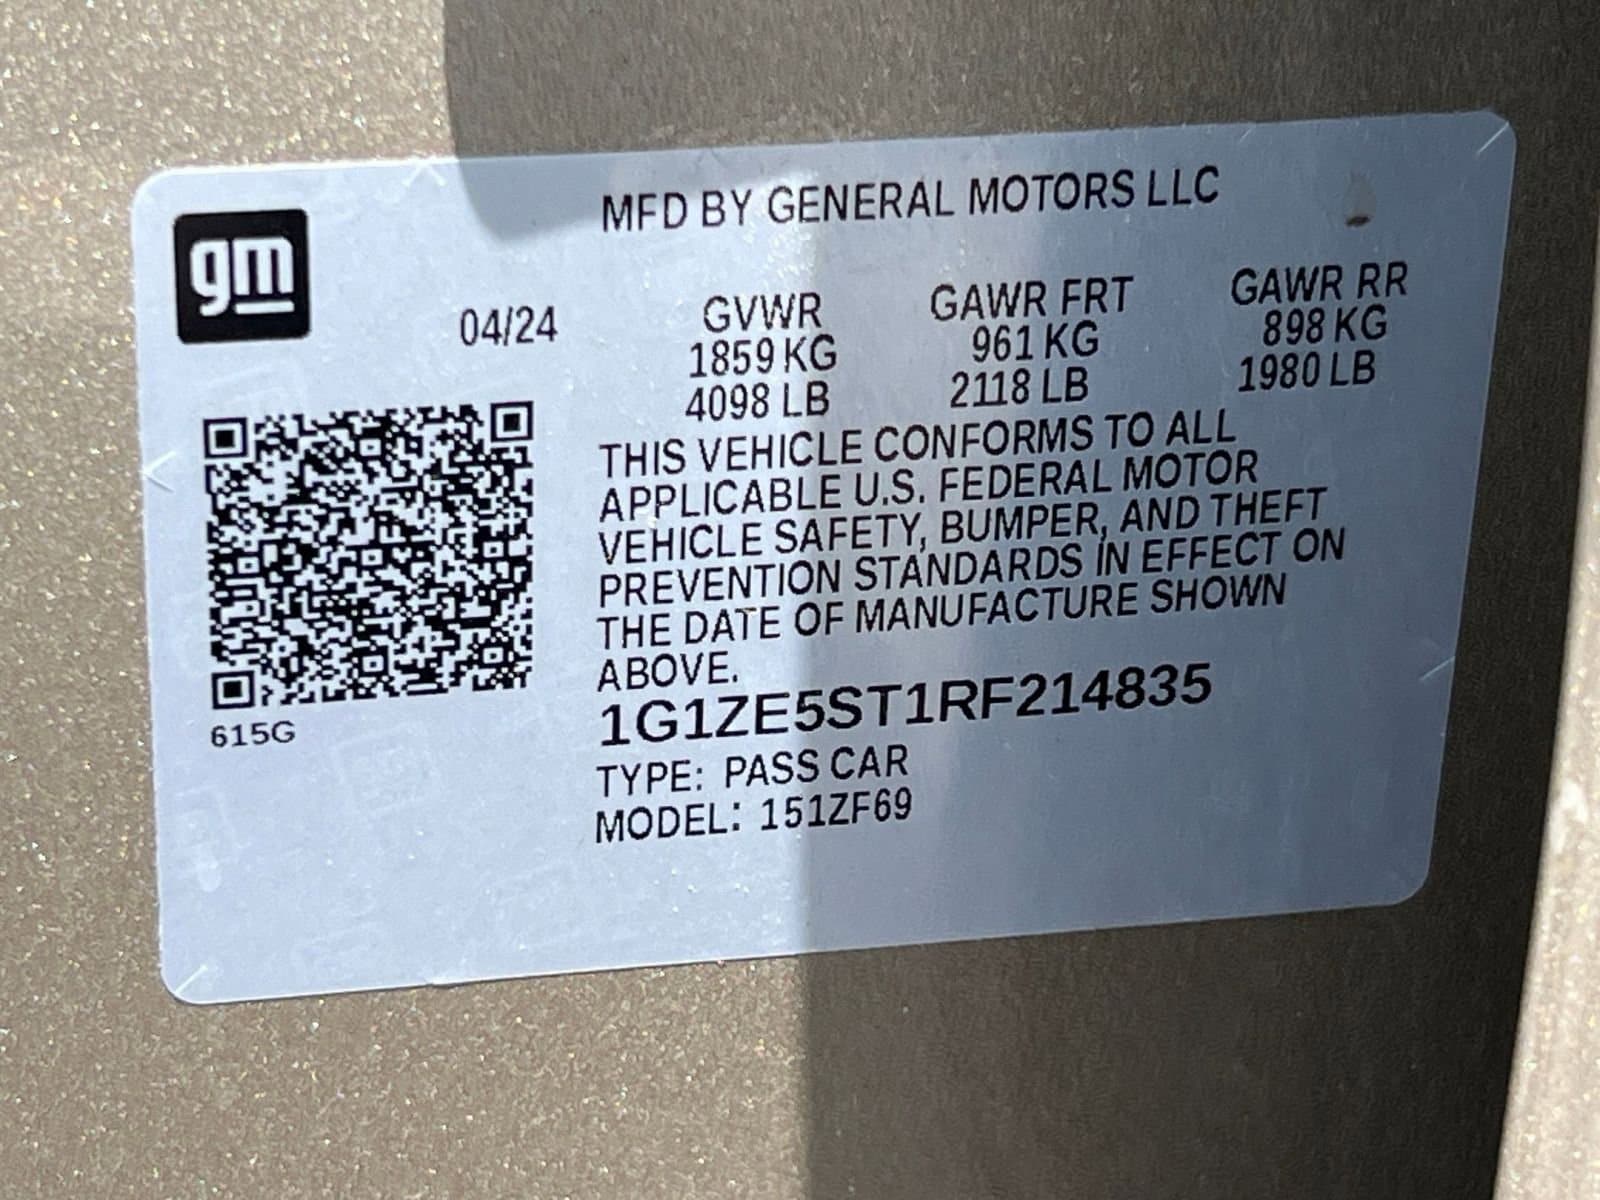 gm
MFD BY GENERAL MOTORS LLC
04/24
GVWR
1859 KG
4098 LB
GAWR FRT
961 KG
2118 LB
GAWR RR
898 KG
1980 LB
THIS VEHICLE CONFORMS TO ALL
APPLICABLE U.S. FEDERAL MOTOR
VEHICLE SAFETY, BUMPER, AND THEFT
PREVENTION STANDARDS IN EFFECT ON
THE DATE OF MANUFACTURE SHOWN
ABOVE.
1G1ZE5ST1RF214835
TYPE: PASS CAR
MODEL: 151ZF69
615G